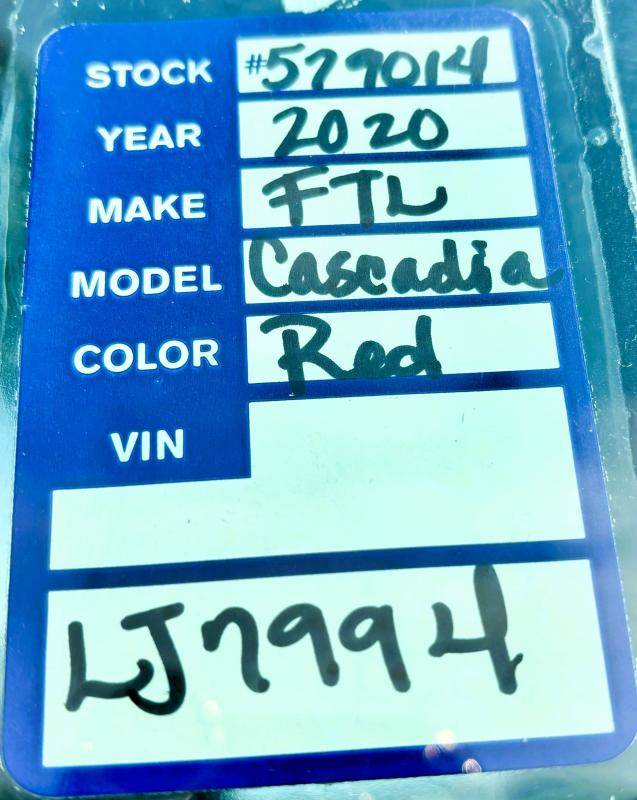 STOCK #579014
YEAR 2020
MAKE FTL
MODEL Cascadia
COLOR Red
VIN
LJ7994